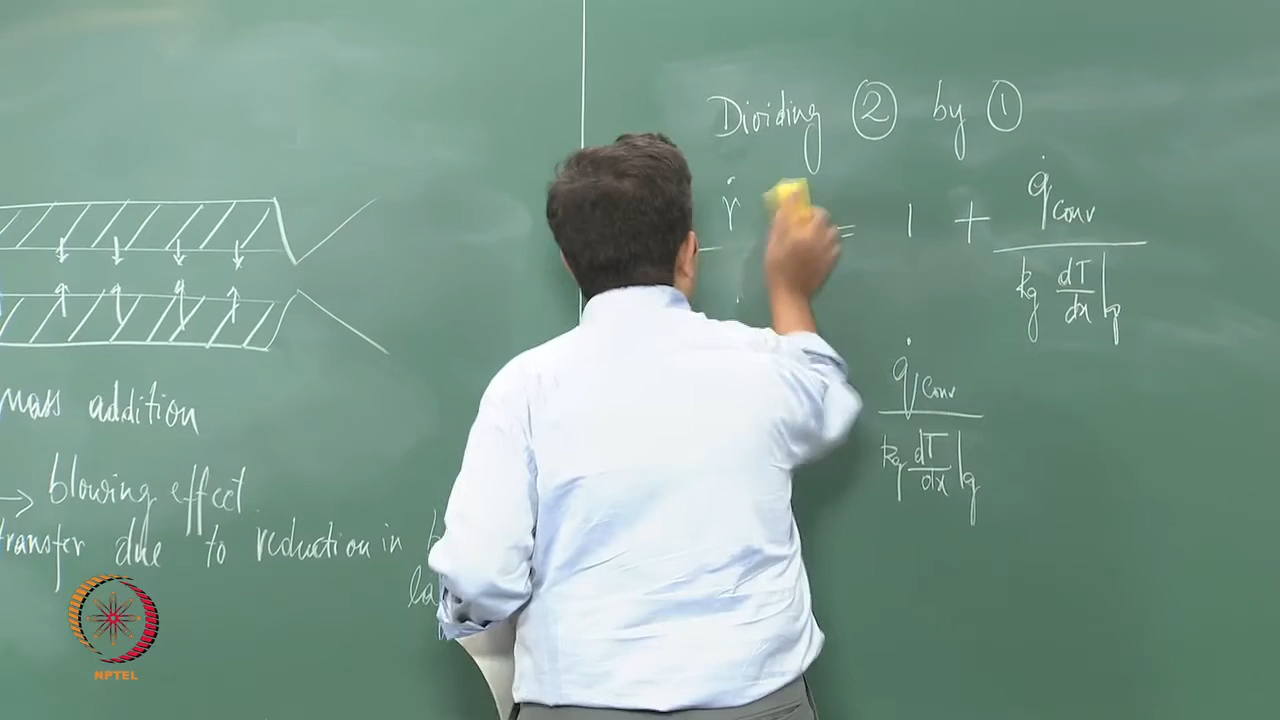 mass addition
→ blowing effect
transfer due to reduction in
Dividing ② by ①
ṙ = 1 + q̇conv / kg dT/dx|g
q̇conv / kg dT/dx|g
NPTEL